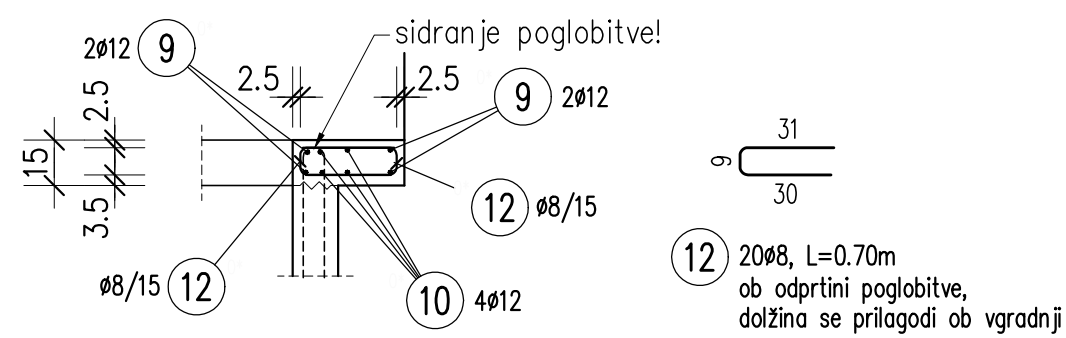 sidranje poglobitve!
2ø12
9
2.5
2.5
9
2ø12
2.5
15
3.5
12
ø8/15
ø8/15
12
10
4ø12
31
9
30
12
20ø8, L=0.70m
ob odprtini poglobitve,
dolžina se prilagodi ob vgradnji